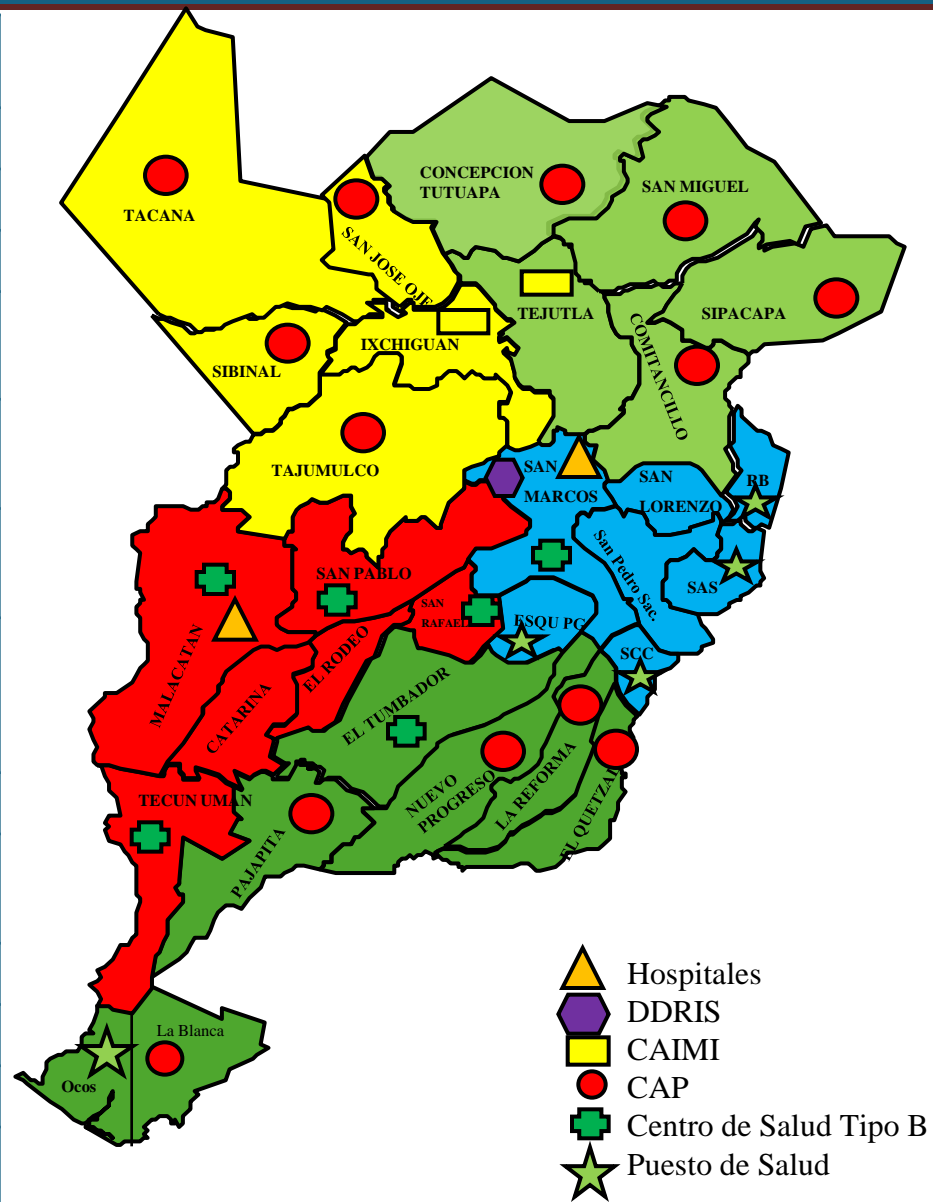 CONCEPCION
TUTUAPA
SAN MIGUEL
TACANA
SAN JOSE OJE
TEJUTLA
SIPACAPA
COMITANCILLO
IXCHIGUAN
SIBINAL
TAJUMULCO
SAN
MARCOS
SAN
LORENZO
RB
San Pedro Sac.
SAS
SAN PABLO
SAN
RAFAEL
ESQU PG
SCC
MALACATAN
CATARINA
EL RODEO
EL TUMBADOR
NUEVO
PROGRESO
LA REFORMA
EL QUETZAL
TECUN UMAN
PAJAPITA
La Blanca
Ocos
Hospitales
DDRIS
CAIMI
CAP
Centro de Salud Tipo B
Puesto de Salud